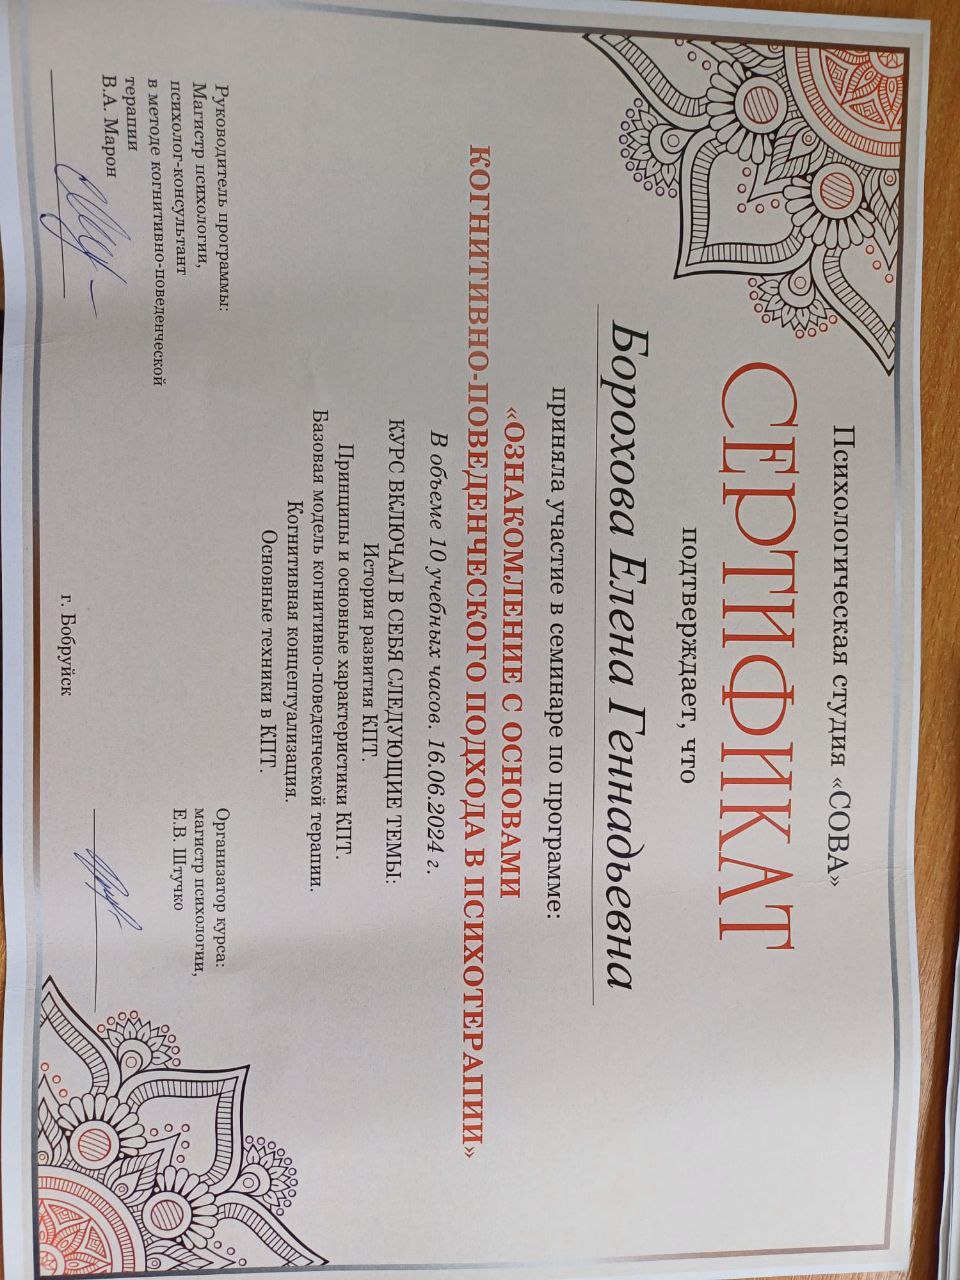 Психологическая студия «СОВА»
СЕРТИФИКАТ
подтверждает, что
Борохова Елена Геннадьевна
приняла участие в семинаре по программе:
«ОЗНАКОМЛЕНИЕ С ОСНОВАМИ
КОГНИТИВНО-ПОВЕДЕНЧЕСКОГО ПОДХОДА В ПСИХОТЕРАПИИ»
В объеме 10 учебных часов. 16.06.2024 г.
КУРС ВКЛЮЧАЛ В СЕБЯ СЛЕДУЮЩИЕ ТЕМЫ:
История развития КПТ.
Принципы и основные характеристики КПТ.
Базовая модель когнитивно-поведенческой терапии.
Когнитивная концептуализация.
Основные техники в КПТ.
Руководитель программы:
Магистр психологии,
психолог-консультант
в методе когнитивно-поведенческой
терапии
В.А. Марон
Организатор курса:
магистр психологии,
Е.В. Штучко
г. Бобруйск